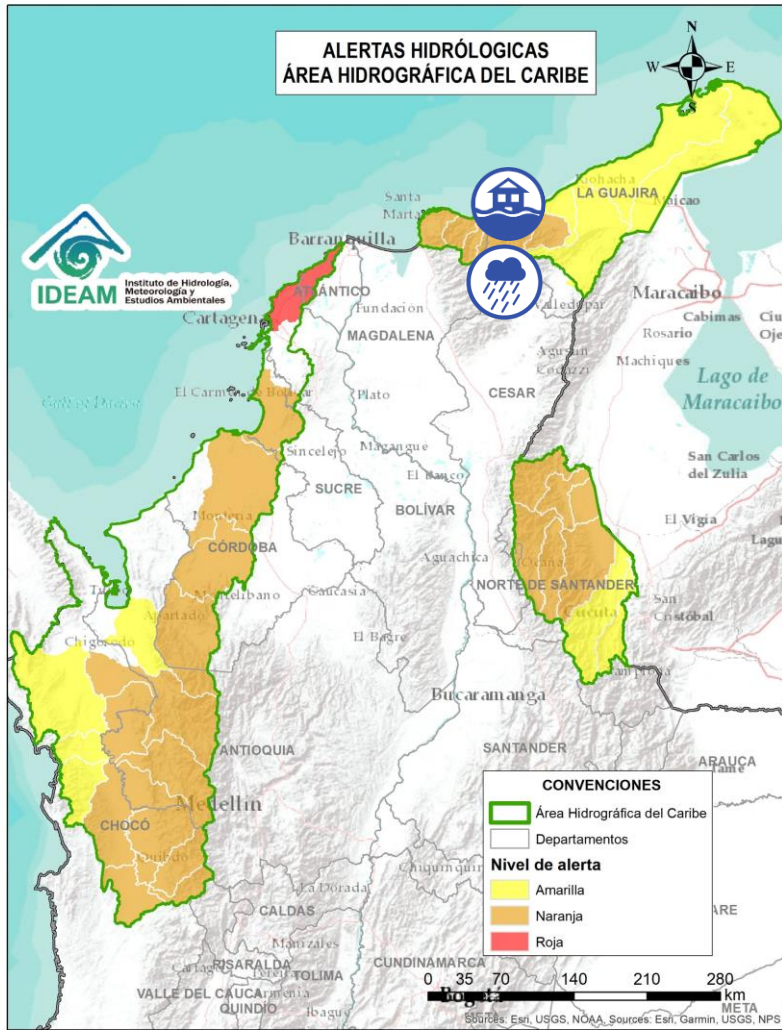 ALERTAS HIDRÓLOGICAS
ÁREA HIDROGRÁFICA DEL CARIBE
N
W
E
S
Riohacha
LA GUAJIRA
Maicao
Santa
Marta
Barranquilla
IDEAM
Instituto de Hidrología,
Meteorología y
Estudios Ambientales
ATLÁNTICO
Cartagena
Fundación
Valledupar
Maracaibo
MAGDALENA
Cabimas
Rosario
Agustín
Codazzi
Machiques
Lago de
Maracaibo
El Carmen de Bolívar
Plato
CESAR
Sincelejo
Magangué
El Banco
San Carlos
del Zulia
SUCRE
BOLÍVAR
Montería
El Vigía
CÓRDOBA
Aguachica
Ocaña
NORTE DE SANTANDER
Caucasia
Apartadó
San
Cristóbal
Cúcuta
El Bagre
Chigorodó
Pamplona
Bucaramanga
ANTIOQUIA
SANTANDER
ARAUCA
Tame
Medellín
CHOCÓ
Quibdó
CONVENCIONES
Área Hidrográfica del Caribe
Departamentos
Nivel de alerta
Amarilla
Naranja
Roja
La Dorada
CALDAS
Manizales
RISARALDA
CUNDINAMARCA
TOLIMA
VALLE DEL CAUCA
Armenia
QUINDÍO
Ibagué
Bogotá
META
0 35 70 140 210 280
km
Sources: Esri, USGS, NOAA, Sources: Esri, Garmin, USGS, NPS